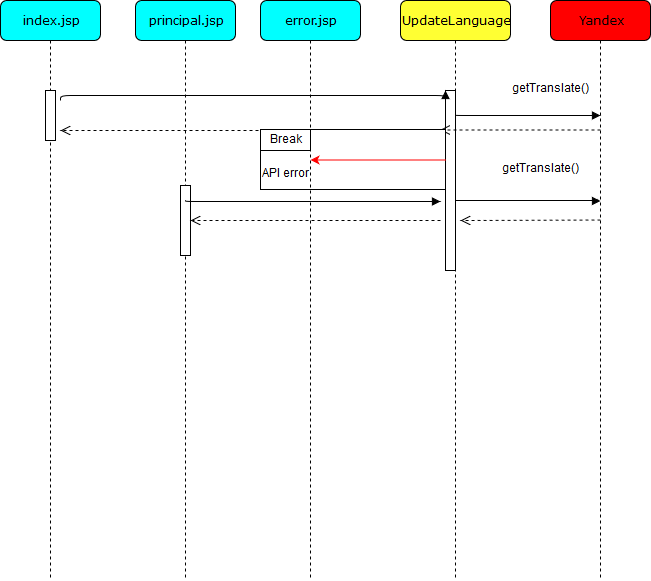 index.jsp
principal.jsp
error.jsp
UpdateLanguage
Yandex
getTranslate()
Break
API error
getTranslate()